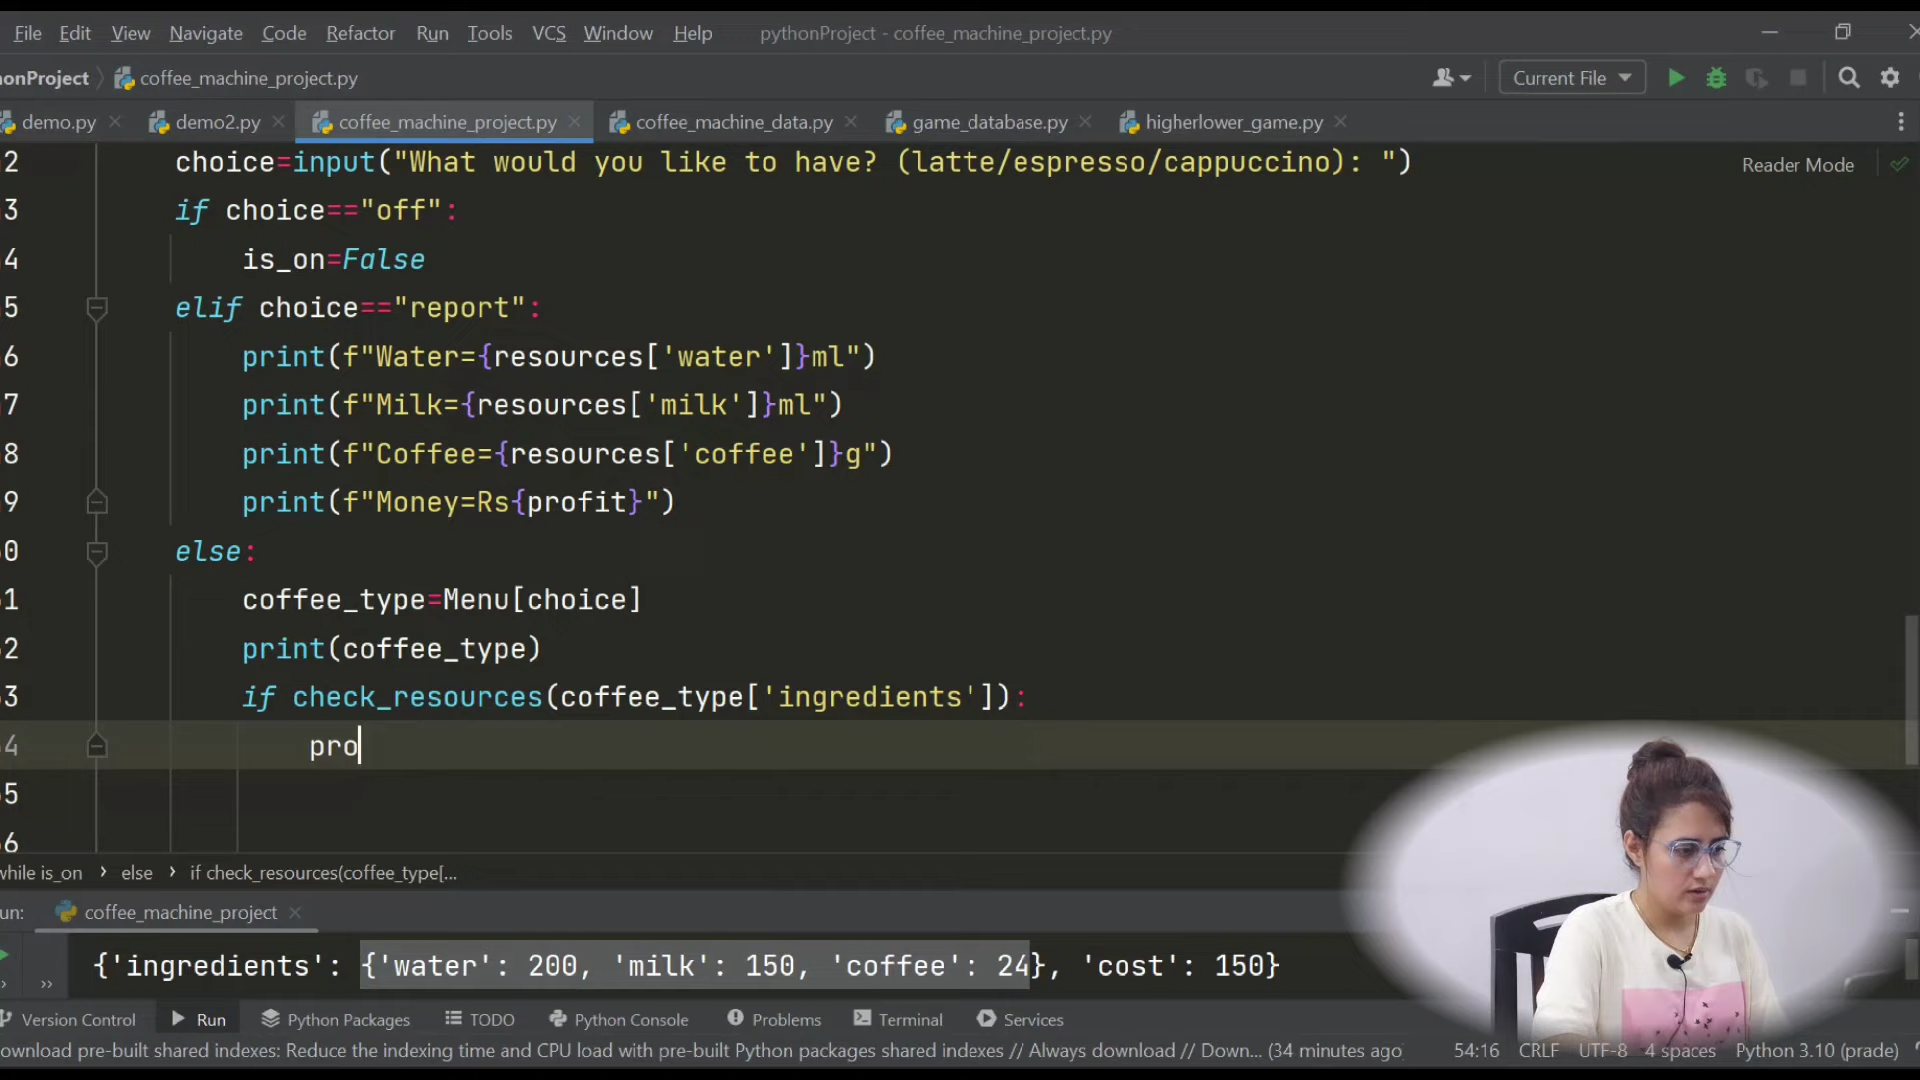 File Edit View Navigate Code Refactor Run Tools VCS Window Help pythonProject - coffee_machine_project.py
honProject coffee_machine_project.py Current File
demo.py demo2.py coffee_machine_project.py coffee_machine_data.py game_database.py higherlower_game.py
2 choice=input("What would you like to have? (latte/espresso/cappuccino): ") Reader Mode
3 if choice=="off":
4 is_on=False
5 elif choice=="report":
6 print(f"Water={resources['water']}ml")
7 print(f"Milk={resources['milk']}ml")
8 print(f"Coffee={resources['coffee']}g")
9 print(f"Money=Rs{profit}")
0 else:
1 coffee_type=Menu[choice]
2 print(coffee_type)
3 if check_resources(coffee_type['ingredients']):
4 pro
5
6
while is_on › else › if check_resources(coffee_type[...
un: coffee_machine_project
{'ingredients': {'water': 200, 'milk': 150, 'coffee': 24}, 'cost': 150}
Version Control Run Python Packages TODO Python Console Problems Terminal Services
ownload pre-built shared indexes: Reduce the indexing time and CPU load with pre-built Python packages shared indexes // Always download // Down... (34 minutes ago 54:16 CRLF UTF-8 4 spaces Python 3.10 (prade)